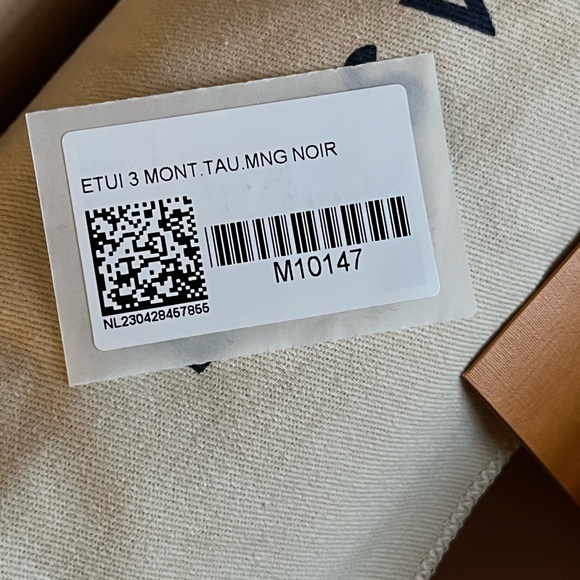 ETUI 3 MONT.TAU.MNG NOIR
M10147
NL230428457855